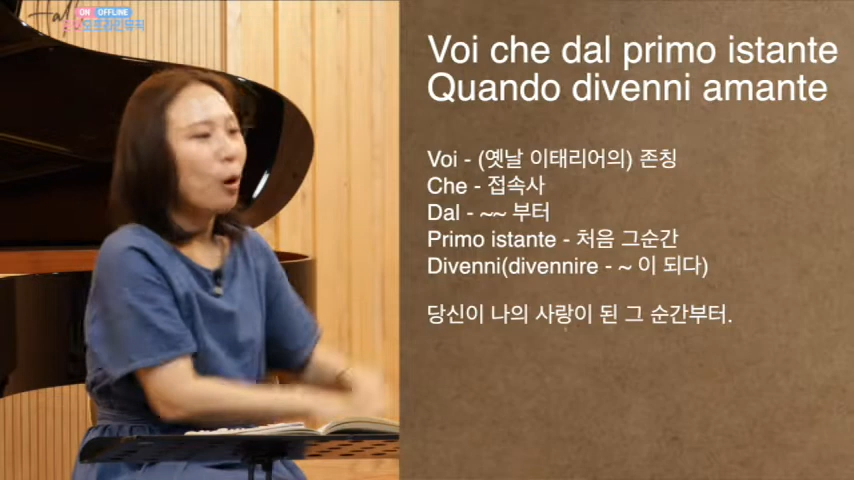 ON OFFLINE
Voi che dal primo istante
Quando divenni amante
Voi - (옛날 이태리어의) 존칭
Che - 접속사
Dal - ~~ 부터
Primo istante - 처음 그순간
Divenni(divennire - ~ 이 되다)
당신이 나의 사랑이 된 그 순간부터.